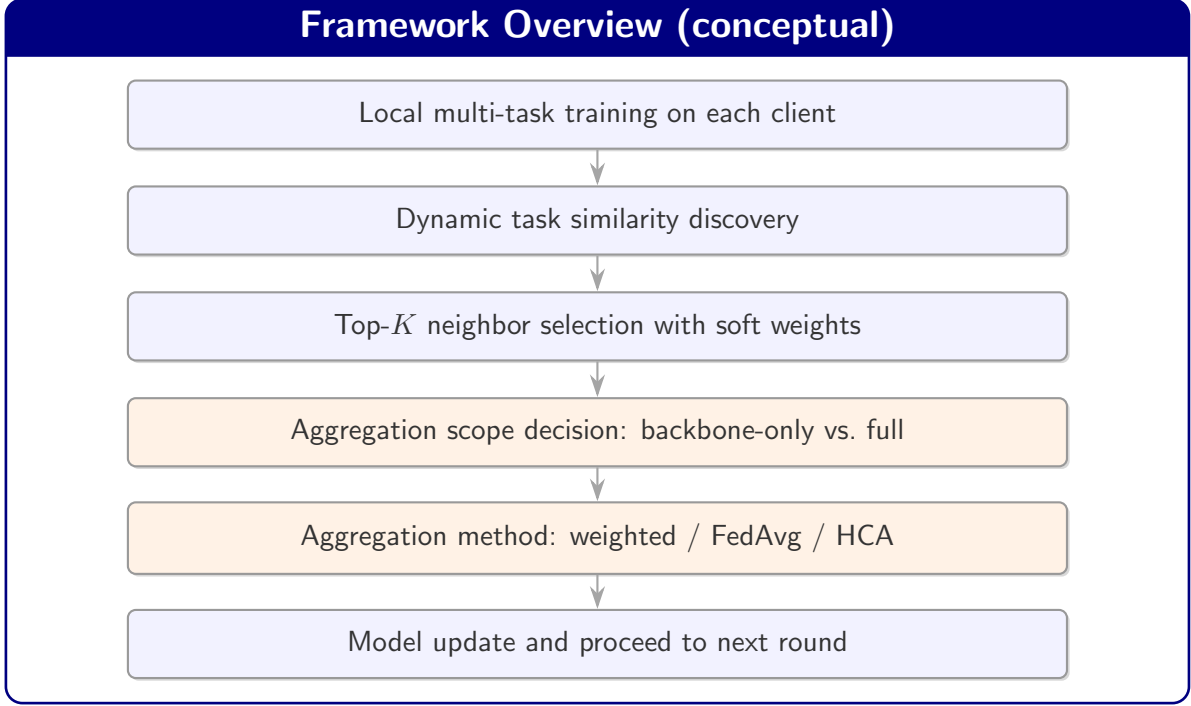 Framework Overview (conceptual)
Local multi-task training on each client
Dynamic task similarity discovery
Top-K neighbor selection with soft weights
Aggregation scope decision: backbone-only vs. full
Aggregation method: weighted / FedAvg / HCA
Model update and proceed to next round